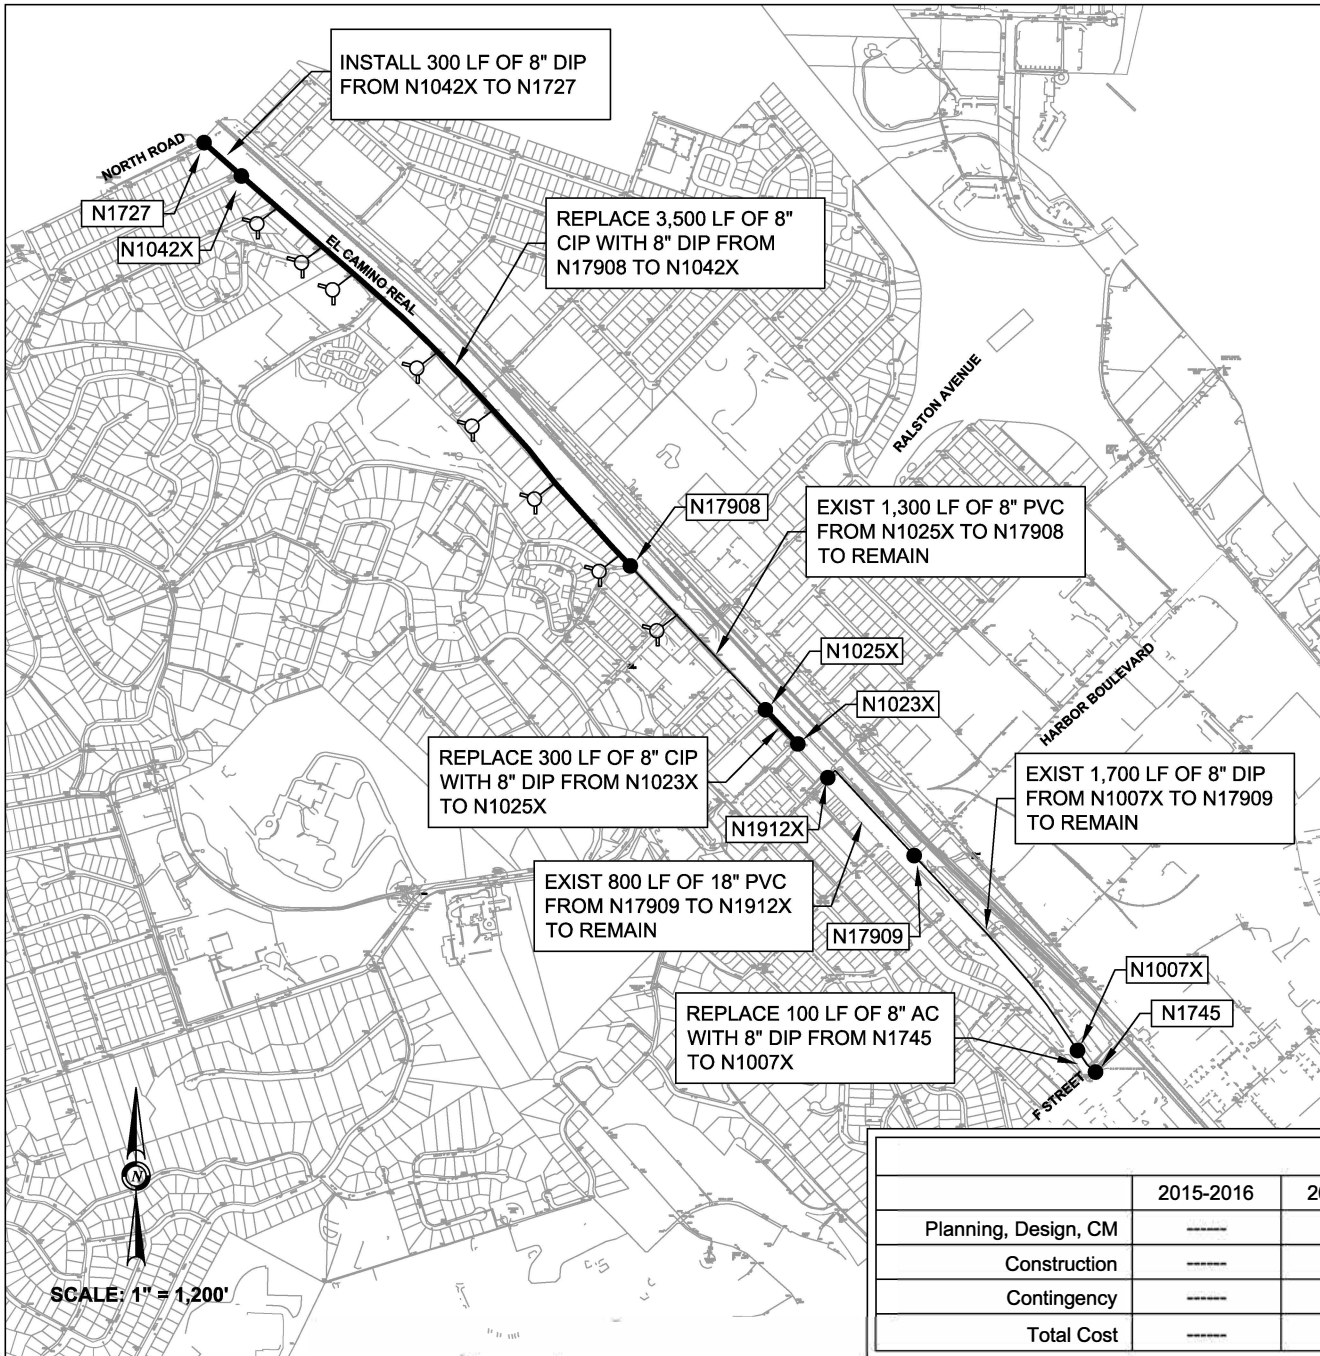 INSTALL 300 LF OF 8" DIP
FROM N1042X TO N1727
NORTH ROAD
N1727
N1042X
REPLACE 3,500 LF OF 8"
CIP WITH 8" DIP FROM
N17908 TO N1042X
EL CAMINO REAL
RALSTON AVENUE
N17908
EXIST 1,300 LF OF 8" PVC
FROM N1025X TO N17908
TO REMAIN
N1025X
N1023X
HARBOR BOULEVARD
REPLACE 300 LF OF 8" CIP
WITH 8" DIP FROM N1023X
TO N1025X
EXIST 1,700 LF OF 8" DIP
FROM N1007X TO N17909
TO REMAIN
N1912X
EXIST 800 LF OF 18" PVC
FROM N17909 TO N1912X
TO REMAIN
N17909
N1007X
N1745
REPLACE 100 LF OF 8" AC
WITH 8" DIP FROM N1745
TO N1007X
F STREET
N
SCALE: 1" = 1,200'
2015-2016 20
Planning, Design, CM ------
Construction ------
Contingency ------
Total Cost ------